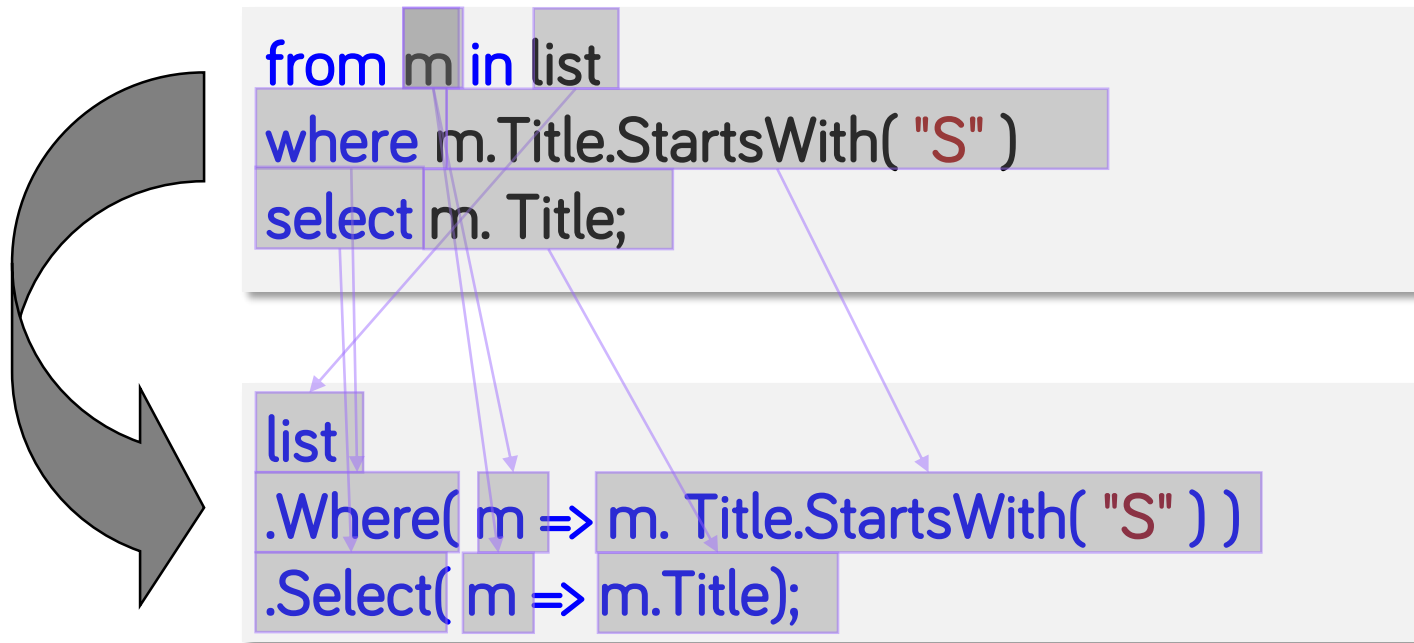 from m in list
where m.Title.StartsWith( "S" )
select m. Title;
list
.Where( m => m. Title.StartsWith( "S" ) )
.Select( m => m.Title);